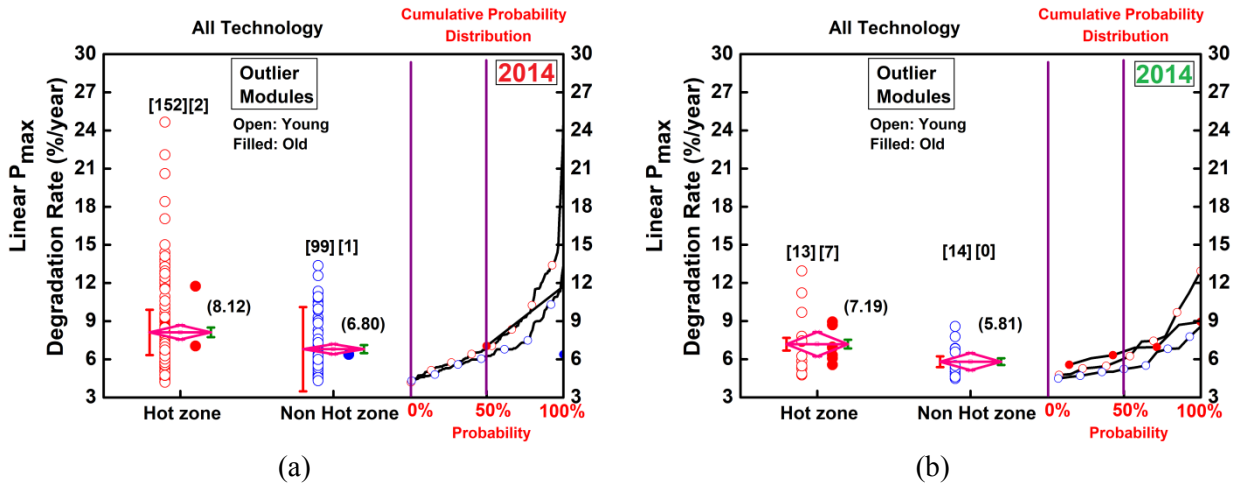 All Technology
Cumulative Probability
Distribution
30
27
24
21
18
15
12
9
6
3
Linear Pmax
Degradation Rate (%/year)
Outlier
Modules
Open: Young
Filled: Old
2014
[152][2]
[99][1]
(8.12)
(6.80)
30
27
24
21
18
15
12
9
6
3
Hot zone
Non Hot zone
0%
50%
100%
Probability
(a)
All Technology
Cumulative Probability
Distribution
30
27
24
21
18
15
12
9
6
3
Linear Pmax
Degradation Rate (%/year)
Outlier
Modules
Open: Young
Filled: Old
2014
[13] [7]
[14] [0]
(7.19)
(5.81)
30
27
24
21
18
15
12
9
6
3
Hot zone
Non Hot zone
0%
50%
100%
Probability
(b)